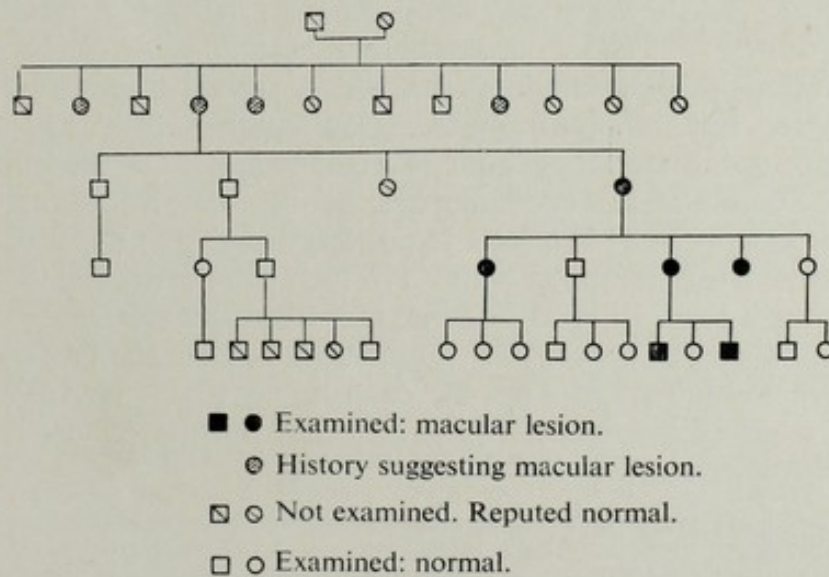 Examined: macular lesion.
History suggesting macular lesion.
Not examined. Reputed normal.
Examined: normal.